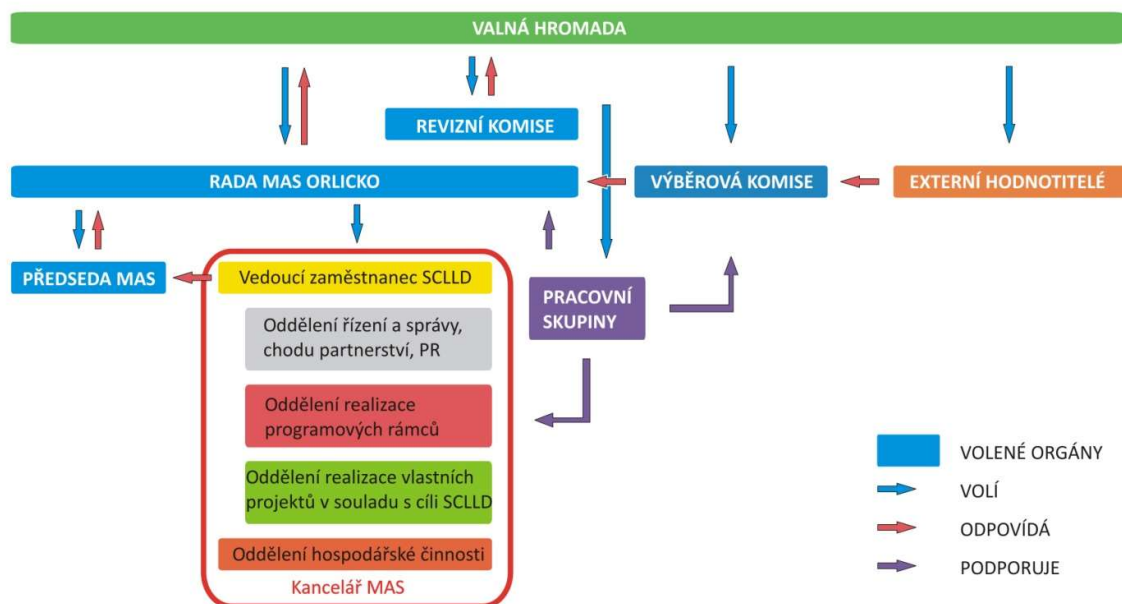 VALNÁ HROMADA
REVIZNÍ KOMISE
RADA MAS ORLICKO
VÝBĚROVÁ KOMISE
EXTERNÍ HODNOTITELÉ
PŘEDSEDA MAS
Vedoucí zaměstnanec SCLLD
Oddělení řízení a správy,
chodu partnerství, PR
Oddělení realizace
programových rámců
Oddělení realizace vlastních
projektů v souladu s cíli SCLLD
Oddělení hospodářské činnosti
Kancelář MAS
PRACOVNÍ
SKUPINY
VOLENÉ ORGÁNY
VOLÍ
ODPOVÍDÁ
PODPORUJE